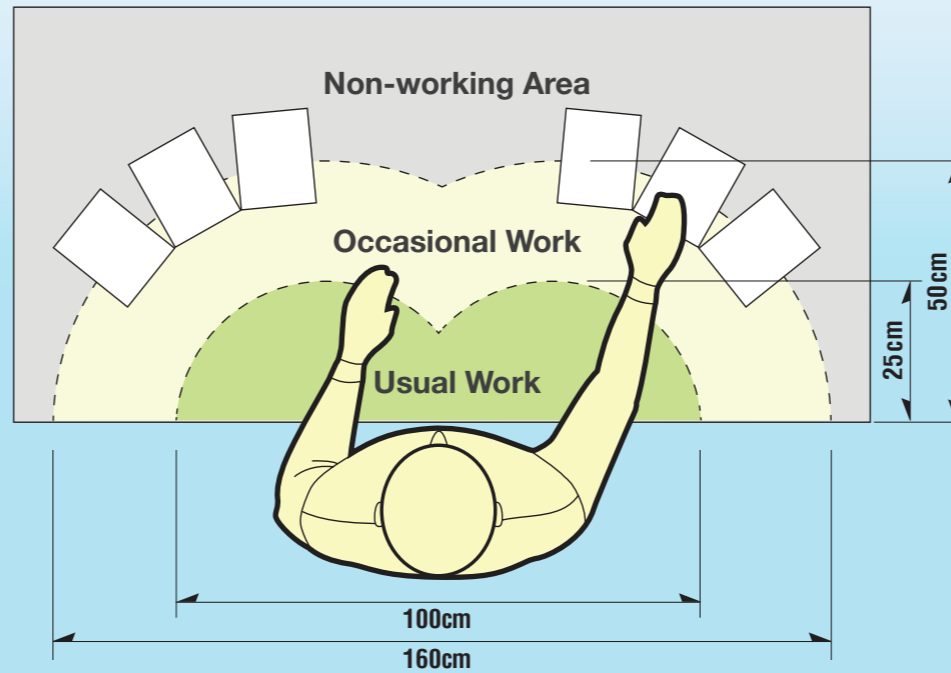 Non-working Area
Occasional Work
Usual Work
25cm
50cm
100cm
160cm